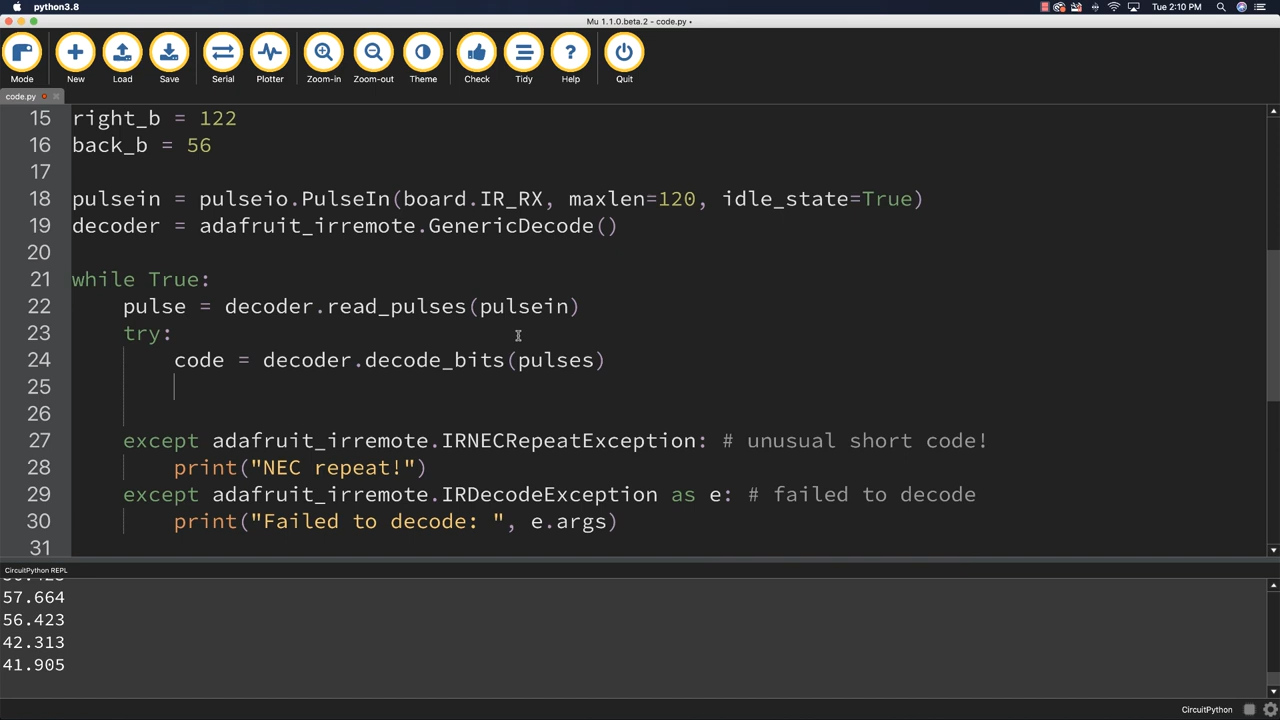 python3.8
Tue 2:10 PM
Mu 1.1.0.beta.2 - code.py •
Mode New Load Save Serial Plotter Zoom-in Zoom-out Theme Check Tidy Help Quit
code.py
15 right_b = 122
16 back_b = 56
17
18 pulsein = pulseio.PulseIn(board.IR_RX, maxlen=120, idle_state=True)
19 decoder = adafruit_irremote.GenericDecode()
20
21 while True:
22 pulse = decoder.read_pulses(pulsein)
23 try:
24 code = decoder.decode_bits(pulses)
25
26
27 except adafruit_irremote.IRNECRepeatException: # unusual short code!
28 print("NEC repeat!")
29 except adafruit_irremote.IRDecodeException as e: # failed to decode
30 print("Failed to decode: ", e.args)
31
CircuitPython REPL
57.664
56.423
42.313
41.905
CircuitPython